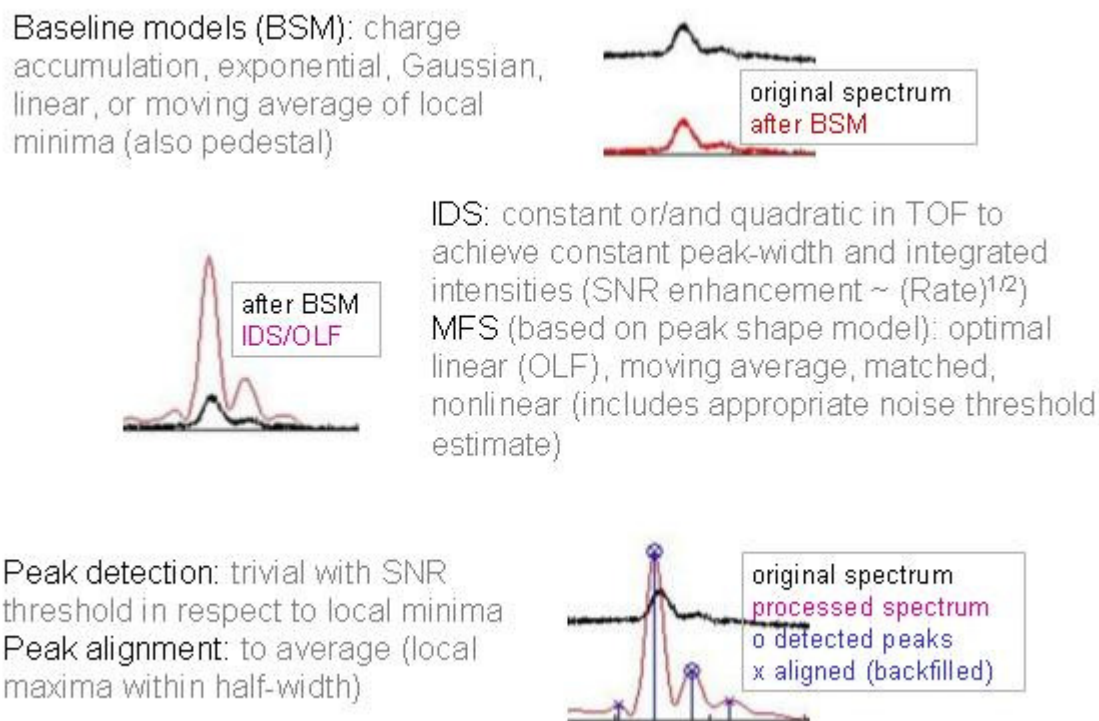 Baseline models (BSM): charge
accumulation, exponential, Gaussian,
linear, or moving average of local
minima (also pedestal)
original spectrum
after BSM
IDS: constant or/and quadratic in TOF to
achieve constant peak-width and integrated
intensities (SNR enhancement ~ (Rate)^1/2)
MFS (based on peak shape model): optimal
linear (OLF), moving average, matched,
nonlinear (includes appropriate noise threshold
estimate)
after BSM
IDS/OLF
Peak detection: trivial with SNR
threshold in respect to local minima
Peak alignment: to average (local
maxima within half-width)
original spectrum
processed spectrum
o detected peaks
x aligned (backfilled)